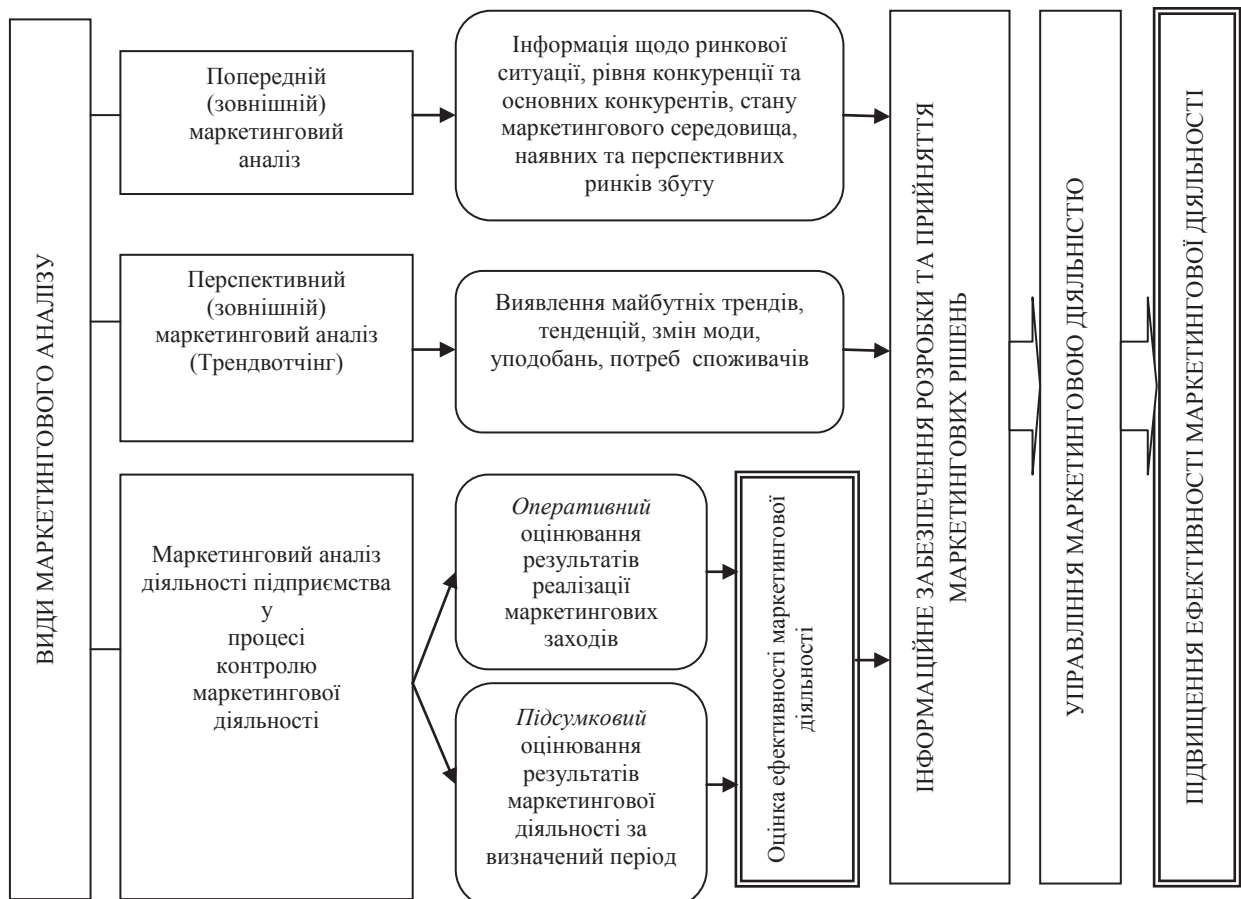 ВИДИ МАРКЕТИНГОВОГО АНАЛІЗУ
Попередній
(зовнішній)
маркетинговий
аналіз
Інформація щодо ринкової
ситуації, рівня конкуренції та
основних конкурентів, стану
маркетингового середовища,
наявних та перспективних
ринків збуту
Перспективний
(зовнішній)
маркетинговий аналіз
(Трендвотчінг)
Виявлення майбутніх трендів,
тенденцій, змін моди,
уподобань, потреб споживачів
Маркетинговий аналіз
діяльності підприємства
у
процесі
контролю
маркетингової
діяльності
Оперативний
оцінювання
результатів
реалізації
маркетингових
заходів
Підсумковий
оцінювання
результатів
маркетингової
діяльності за
визначений період
Оцінка ефективності маркетингової
діяльності
ІНФОРМАЦІЙНЕ ЗАБЕЗПЕЧЕННЯ РОЗРОБКИ ТА ПРИЙНЯТТЯ
МАРКЕТИНГОВИХ РІШЕНЬ
УПРАВЛІННЯ МАРКЕТИНГОВОЮ ДІЯЛЬНІСТЮ
ПІДВИЩЕННЯ ЕФЕКТИВНОСТІ МАРКЕТИНГОВОЇ ДІЯЛЬНОСТІ